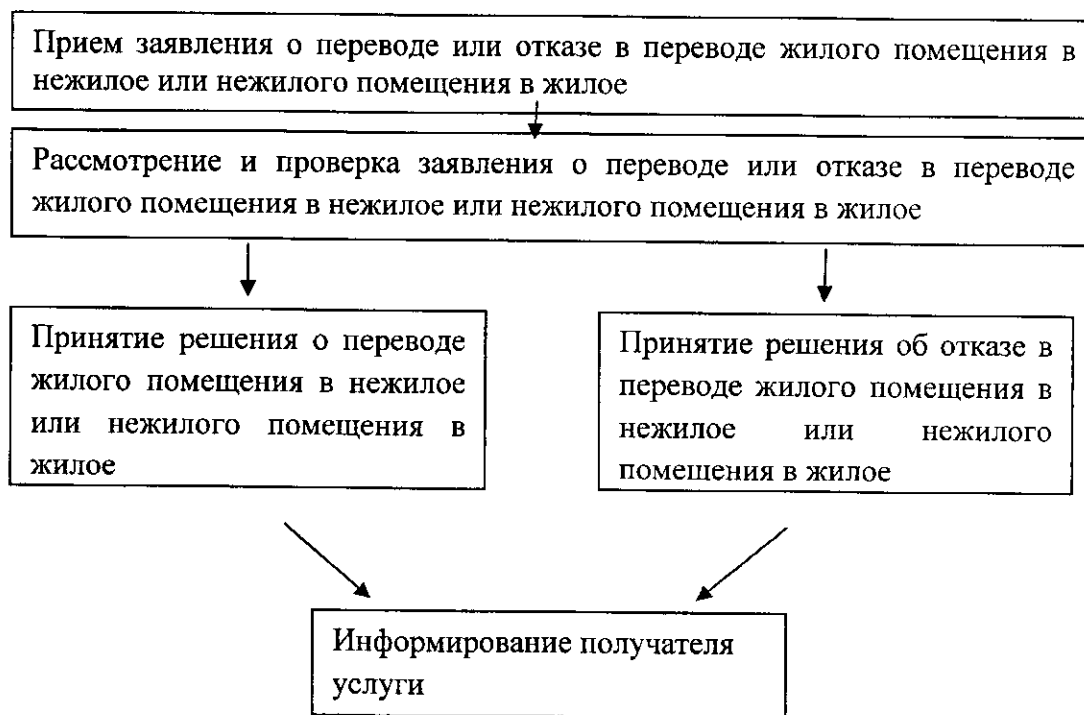 Прием заявления о переводе или отказе в переводе жилого помещения в
нежилое или нежилого помещения в жилое
Рассмотрение и проверка заявления о переводе или отказе в переводе
жилого помещения в нежилое или нежилого помещения в жилое
Принятие решения о переводе
жилого помещения в нежилое
или нежилого помещения в
жилое
Принятие решения об отказе в
переводе жилого помещения в
нежилое или нежилого
помещения в жилое
Информирование получателя
услуги